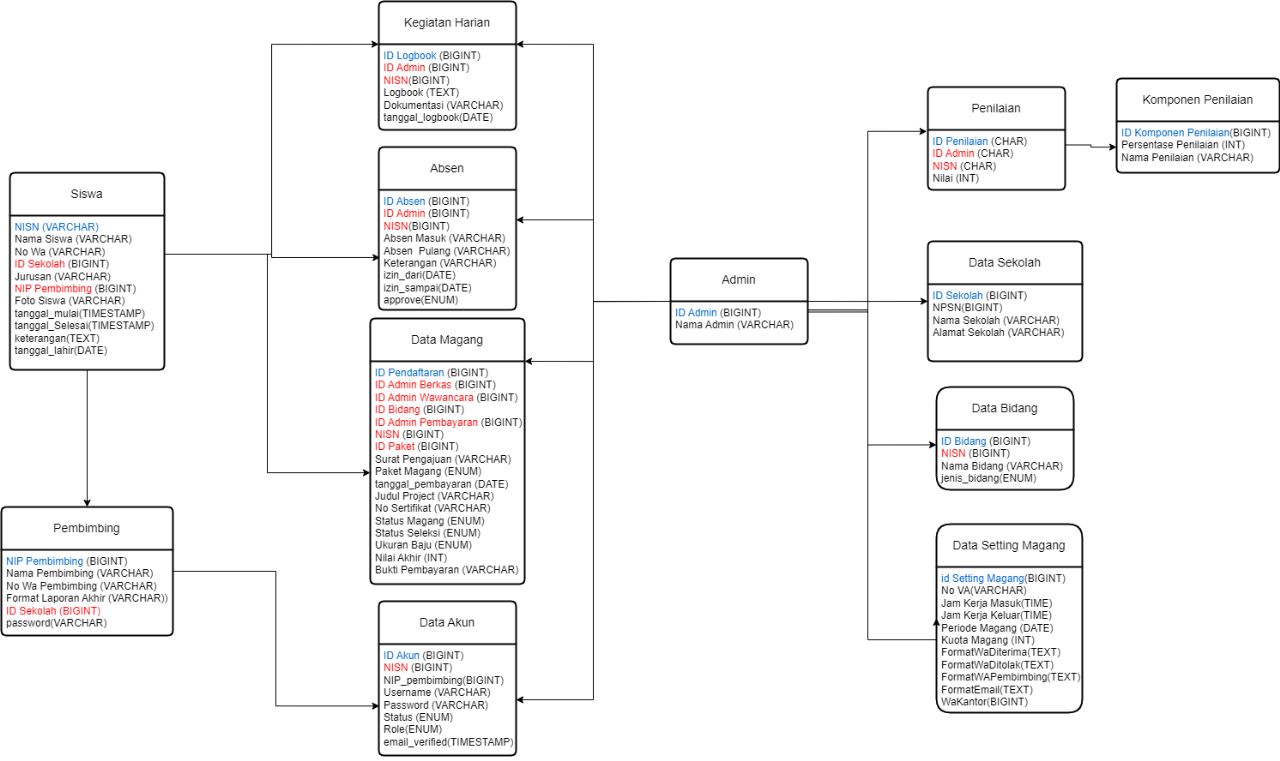 Kegiatan Harian
ID Logbook (BIGINT)
ID Admin (BIGINT)
NISN(BIGINT)
Logbook (TEXT)
Dokumentasi (VARCHAR)
tanggal_logbook(DATE)
Absen
ID Absen (BIGINT)
ID Admin (BIGINT)
NISN(BIGINT)
Absen Masuk (VARCHAR)
Absen  Pulang (VARCHAR)
Keterangan (VARCHAR)
izin_dari(DATE)
izin_sampai(DATE)
approve(ENUM)
Siswa
NISN (VARCHAR)
Nama Siswa (VARCHAR)
No Wa (VARCHAR)
ID Sekolah (BIGINT)
Jurusan (VARCHAR)
NIP Pembimbing (BIGINT)
Foto Siswa (VARCHAR)
tanggal_mulai(TIMESTAMP)
tanggal_Selesai(TIMESTAMP)
keterangan(TEXT)
tanggal_lahir(DATE)
Data Magang
ID Pendaftaran (BIGINT)
ID Admin Berkas (BIGINT)
ID Admin Wawancara (BIGINT)
ID Bidang (BIGINT)
ID Admin Pembayaran (BIGINT)
NISN (BIGINT)
ID Paket (BIGINT)
Surat Pengajuan (VARCHAR)
Paket Magang (ENUM)
tanggal_pembayaran (DATE)
Judul Project (VARCHAR)
No Sertifikat (VARCHAR)
Status Magang (ENUM)
Status Seleksi (ENUM)
Ukuran Baju (ENUM)
Nilai Akhir (INT)
Bukti Pembayaran (VARCHAR)
Pembimbing
NIP Pembimbing (BIGINT)
Nama Pembimbing (VARCHAR)
No Wa Pembimbing (VARCHAR)
Format Laporan Akhir (VARCHAR))
ID Sekolah (BIGINT)
password(VARCHAR)
Data Akun
ID Akun (BIGINT)
NISN (BIGINT)
NIP_pembimbing(BIGINT)
Username (VARCHAR)
Password (VARCHAR)
Status (ENUM)
Role(ENUM)
email_verified(TIMESTAMP)
Admin
ID Admin (BIGINT)
Nama Admin (VARCHAR)
Penilaian
ID Penilaian (CHAR)
ID Admin (CHAR)
NISN (CHAR)
Nilai (INT)
Komponen Penilaian
ID Komponen Penilaian(BIGINT)
Persentase Penilaian (INT)
Nama Penilaian (VARCHAR)
Data Sekolah
ID Sekolah (BIGINT)
NPSN(BIGINT)
Nama Sekolah (VARCHAR)
Alamat Sekolah (VARCHAR)
Data Bidang
ID Bidang (BIGINT)
NISN (BIGINT)
Nama Bidang (VARCHAR)
jenis_bidang(ENUM)
Data Setting Magang
id Setting Magang(BIGINT)
No VA(VARCHAR)
Jam Kerja Masuk(TIME)
Jam Kerja Keluar(TIME)
Periode Magang (DATE)
Kuota Magang (INT)
FormatWaDiterima(TEXT)
FormatWaDitolak(TEXT)
FormatWAPembimbing(TEXT)
FormatEmail(TEXT)
WaKantor(BIGINT)